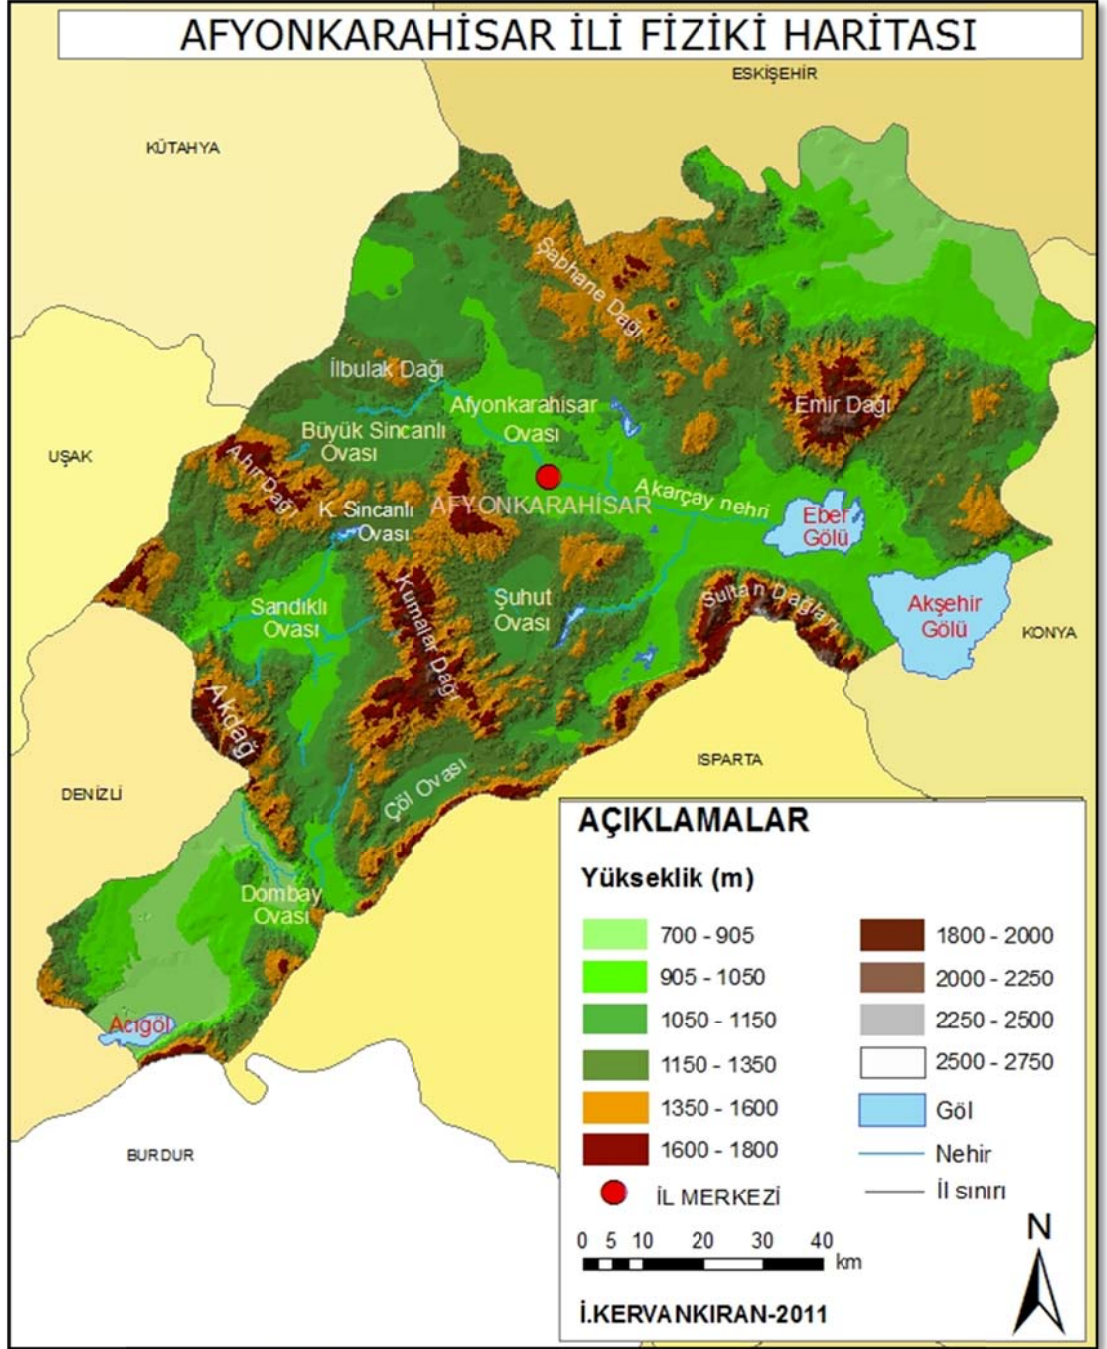 AFYONKARAHİSAR İLİ FİZİKİ HARİTASI
ESKİŞEHİR
KÜTAHYA
Şaphane Dağı
İlbulak Dağı
Afyonkarahisar
Ovası
Emir Dağı
Büyük Sincanlı
Ovası
UŞAK
Ahır Dağı
Akarçay nehri
AFYONKARAHİSAR
K. Sincanlı
Ovası
Eber
Gölü
Kumalar Dağı
Sultan Dağları
Şuhut
Ovası
Sandıklı
Ovası
Akşehir
Gölü
KONYA
Akdağ
ISPARTA
Çöl Ovası
DENİZLİ
Dombay
Ovası
Acıgöl
BURDUR
AÇIKLAMALAR
Yükseklik (m)
700 - 905
905 - 1050
1050 - 1150
1150 - 1350
1350 - 1600
1600 - 1800
İL MERKEZİ
1800 - 2000
2000 - 2250
2250 - 2500
2500 - 2750
Göl
Nehir
İl sınırı
N
0 5 10 20 30 40
km
İ.KERVANKIRAN-2011